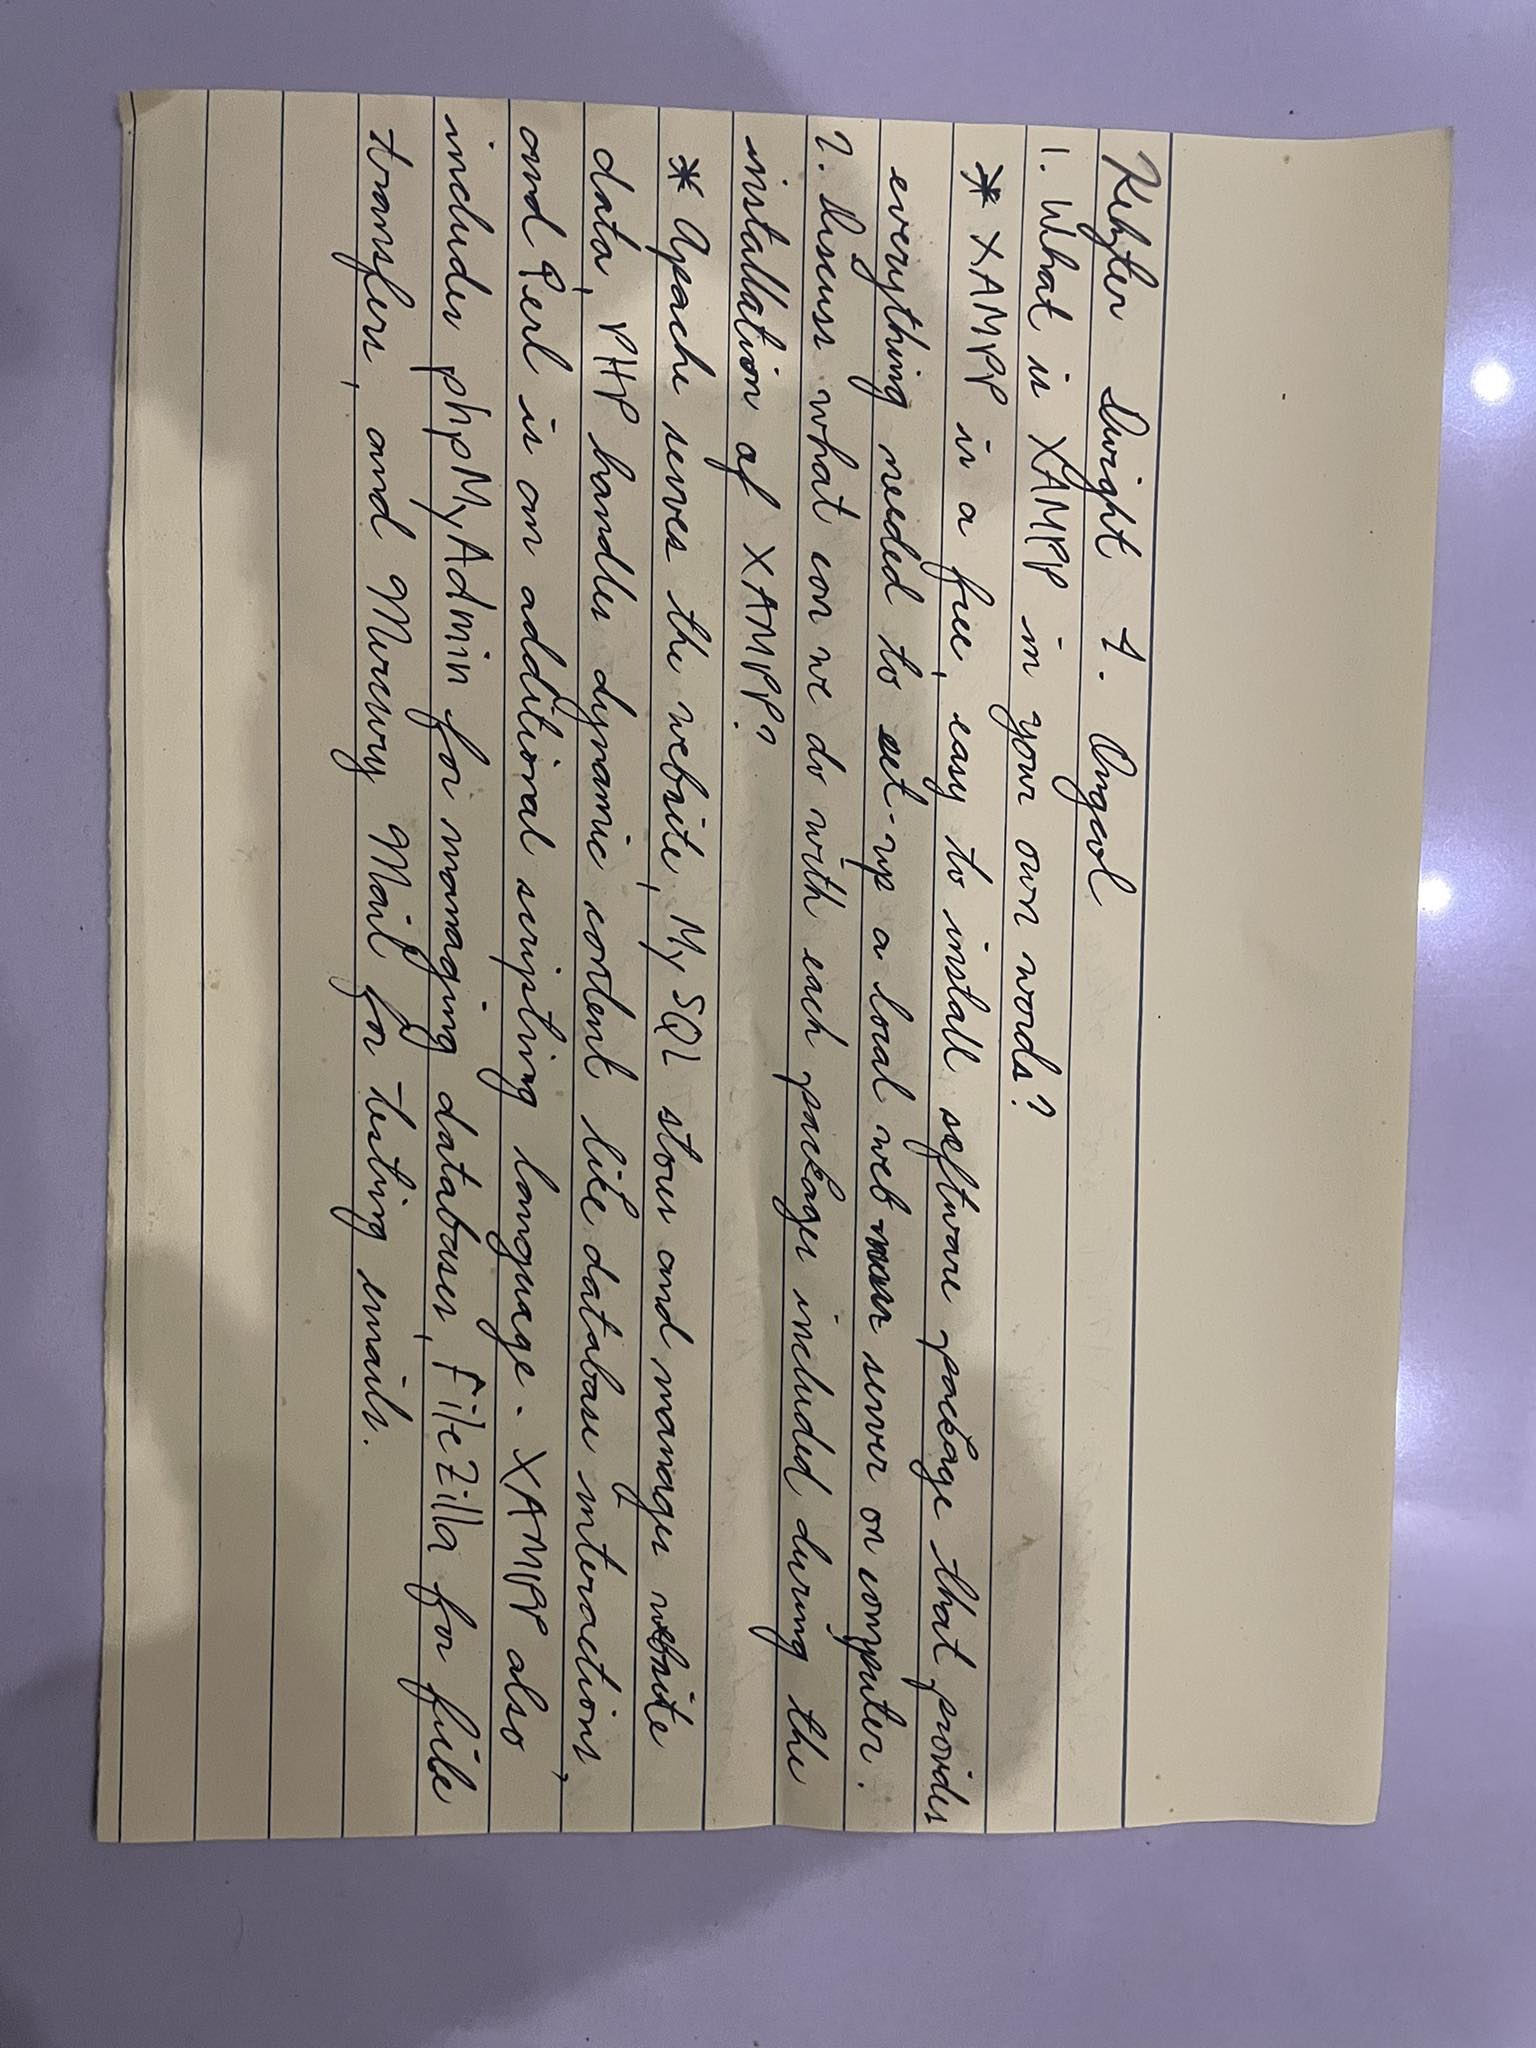 Dwight A. Ongcol
1. What is XAMPP in your own words?
* XAMPP is a free, easy to install software package that provides
everything needed to set-up a local web server on computer.
2. Discuss what can we do with each packages included during the
installation of XAMPP?
* Apache serves the website, MySQL stores and manages website
data, PHP handles dynamic content like database interactions,
and Perl is an additional scripting language. XAMPP also
includes phpMyAdmin for managing databases, FileZilla for file
transfers, and Mercury Mail for testing emails.